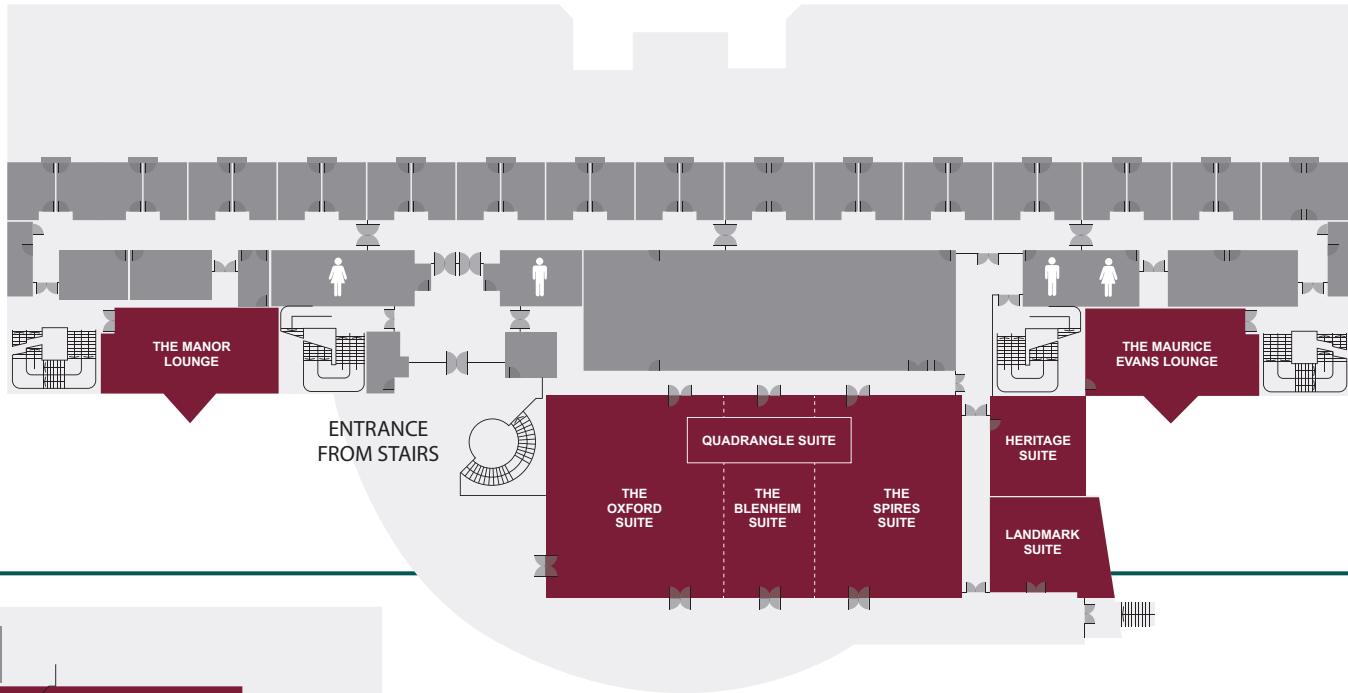 THE MANOR
LOUNGE
THE MAURICE
EVANS LOUNGE
ENTRANCE
FROM STAIRS
QUADRANGLE SUITE
HERITAGE
SUITE
THE
OXFORD
SUITE
THE
BLENHEIM
SUITE
THE
SPIRES
SUITE
LANDMARK
SUITE